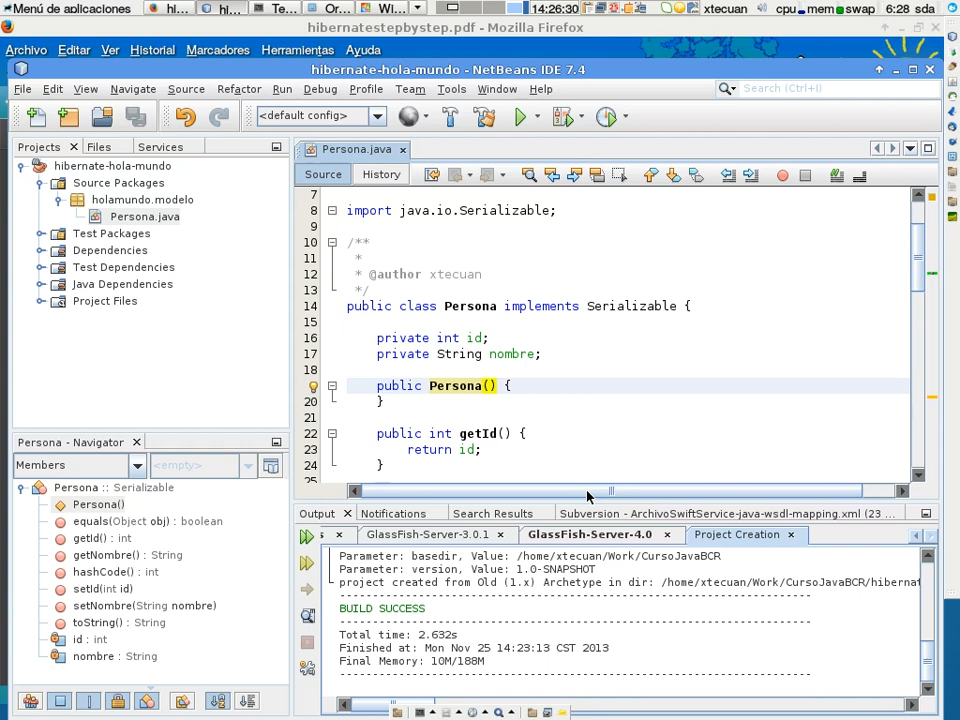 Menú de aplicaciones hi... hi... Te... Or... Wi... 14:26:30 xtecuan cpu mem swap 6:28 sda
hibernatestepbystep.pdf - Mozilla Firefox
Archivo Editar Ver Historial Marcadores Herramientas Ayuda
hibernate-hola-mundo - NetBeans IDE 7.4
File Edit View Navigate Source Refactor Run Debug Profile Team Tools Window Help Search (Ctrl+I)
<default config>
Projects Files Services
Persona.java
Source History
hibernate-hola-mundo
Source Packages
holamundo.modelo
Persona.java
Test Packages
Dependencies
Test Dependencies
Java Dependencies
Project Files
7
8 import java.io.Serializable;
9
10 /**
11 *
12 * @author xtecuan
13 */
14 public class Persona implements Serializable {
15
16 private int id;
17 private String nombre;
18
public Persona() {
20 }
21
22 public int getId() {
23 return id;
24 }
25
Persona - Navigator
Members <empty>
Persona :: Serializable
Persona()
equals(Object obj) : boolean
getId() : int
getNombre() : String
hashCode() : int
setId(int id)
setNombre(String nombre)
toString() : String
id : int
nombre : String
Output Notifications Search Results Subversion - ArchivoSwiftService-java-wsdl-mapping.xml (23 ...
s GlassFish-Server-3.0.1 GlassFish-Server-4.0 Project Creation
Parameter: basedir, Value: /home/xtecuan/Work/CursoJavaBCR
Parameter: version, Value: 1.0-SNAPSHOT
project created from Old (1.x) Archetype in dir: /home/xtecuan/Work/CursoJavaBCR/hibernat
------------------------------------------------------------------------
BUILD SUCCESS
------------------------------------------------------------------------
Total time: 2.632s
Finished at: Mon Nov 25 14:23:13 CST 2013
Final Memory: 10M/188M
------------------------------------------------------------------------